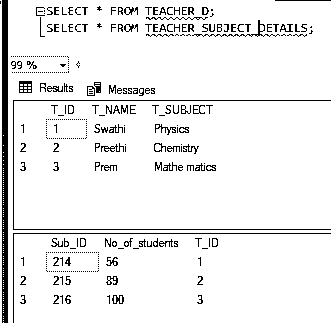 SELECT * FROM TEACHER_D;
SELECT * FROM TEACHER_SUBJECT_DETAILS;
99 %
Results Messages
T_ID T_NAME T_SUBJECT
1 1 Swathi Physics
2 2 Preethi Chemistry
3 3 Prem Mathe matics
Sub_ID No_of_students T_ID
1 214 56 1
2 215 89 2
3 216 100 3